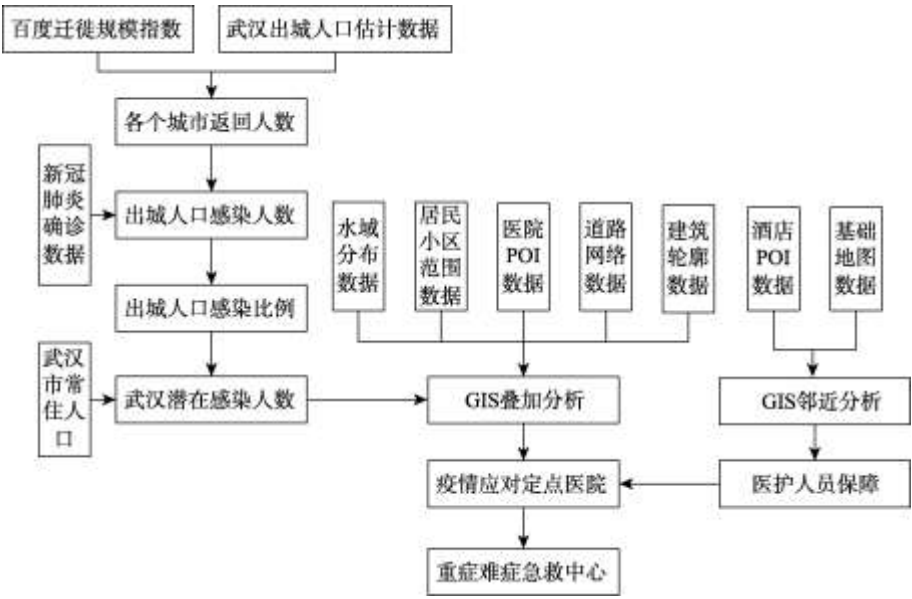 百度迁徙规模指数
武汉出城人口估计数据
各个城市返回人数
新冠
肺炎
确诊
数据
出城人口感染人数
水域
分布
数据
居民
小区
范围
数据
医院
POI
数据
道路
网络
数据
建筑
轮廓
数据
酒店
POI
数据
基础
地图
数据
出城人口感染比例
武汉
市常
住人
口
武汉潜在感染人数
GIS叠加分析
GIS邻近分析
疫情应对定点医院
医护人员保障
重症难症急救中心